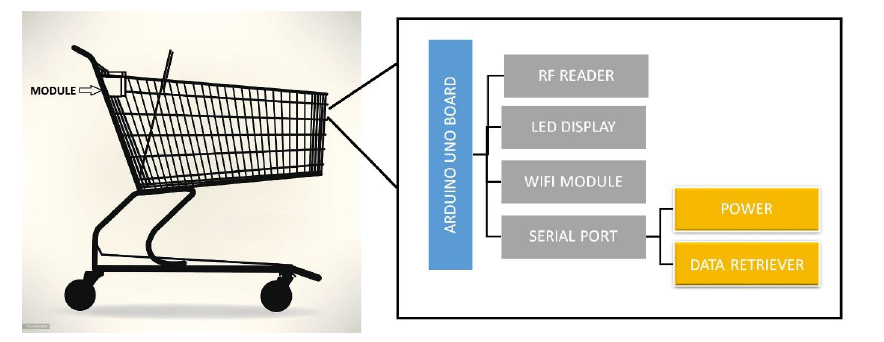 MODULE
ARDUINO UNO BOARD
RF READER
LED DISPLAY
WIFI MODULE
SERIAL PORT
POWER
DATA RETRIEVER